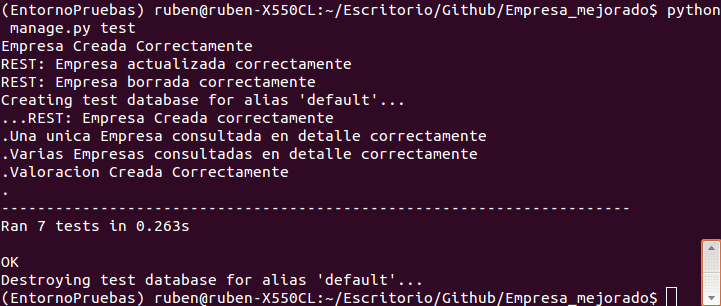 (EntornoPruebas) ruben@ruben-X550CL:~/Escritorio/Github/Empresa_mejorado$ python
 manage.py test
Empresa Creada Correctamente
REST: Empresa actualizada correctamente
REST: Empresa borrada correctamente
Creating test database for alias 'default'...
...REST: Empresa Creada correctamente
.Una unica Empresa consultada en detalle correctamente
.Varias Empresas consultadas en detalle correctamente
.Valoracion Creada Correctamente
.
----------------------------------------------------------------------
Ran 7 tests in 0.263s

OK
Destroying test database for alias 'default'...
(EntornoPruebas) ruben@ruben-X550CL:~/Escritorio/Github/Empresa_mejorado$